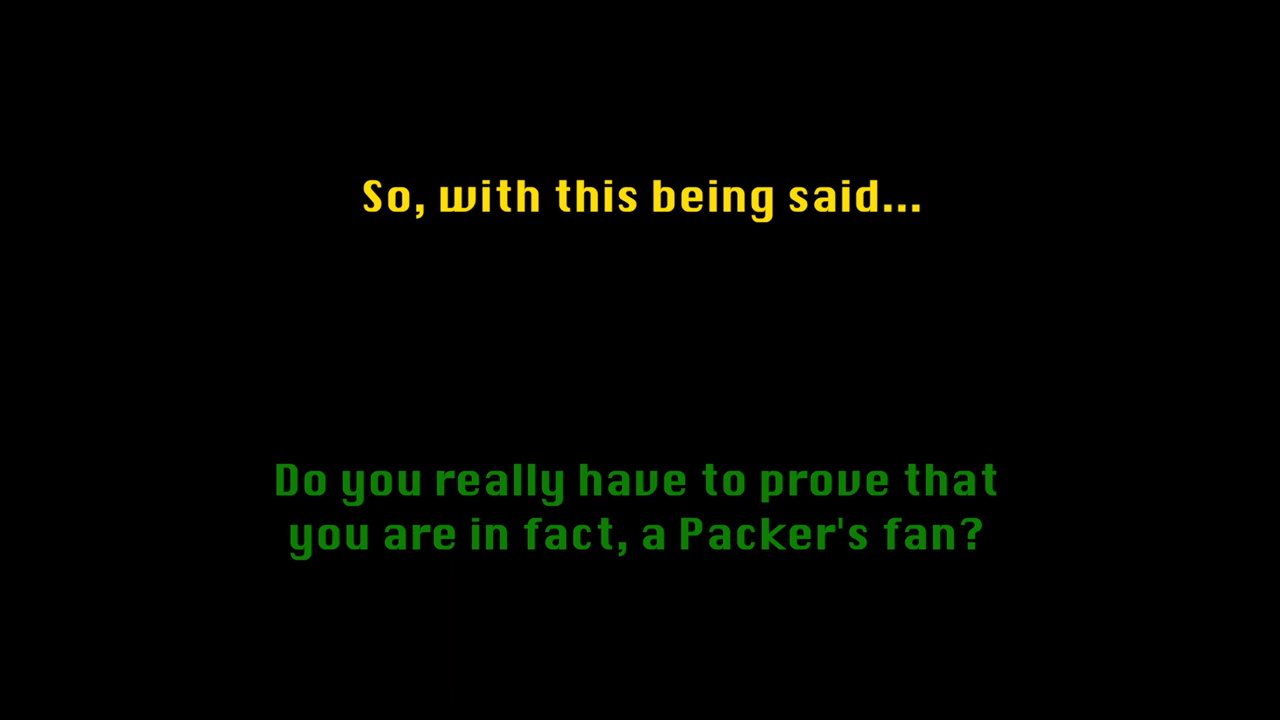 So, with this being said...
Do you really have to prove that
you are in fact, a Packer's fan?